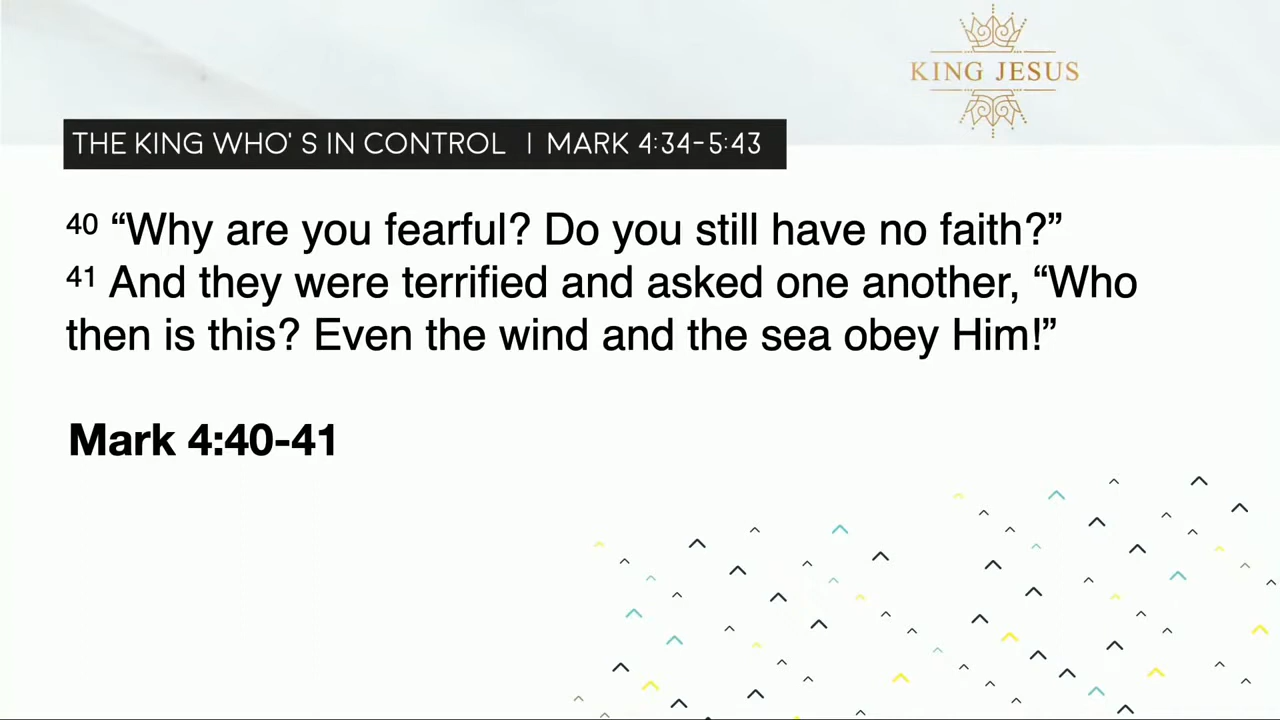 KING JESUS
THE KING WHO' S IN CONTROL | MARK 4:34-5:43
40 “Why are you fearful? Do you still have no faith?”
41 And they were terrified and asked one another, “Who
then is this? Even the wind and the sea obey Him!”
Mark 4:40-41